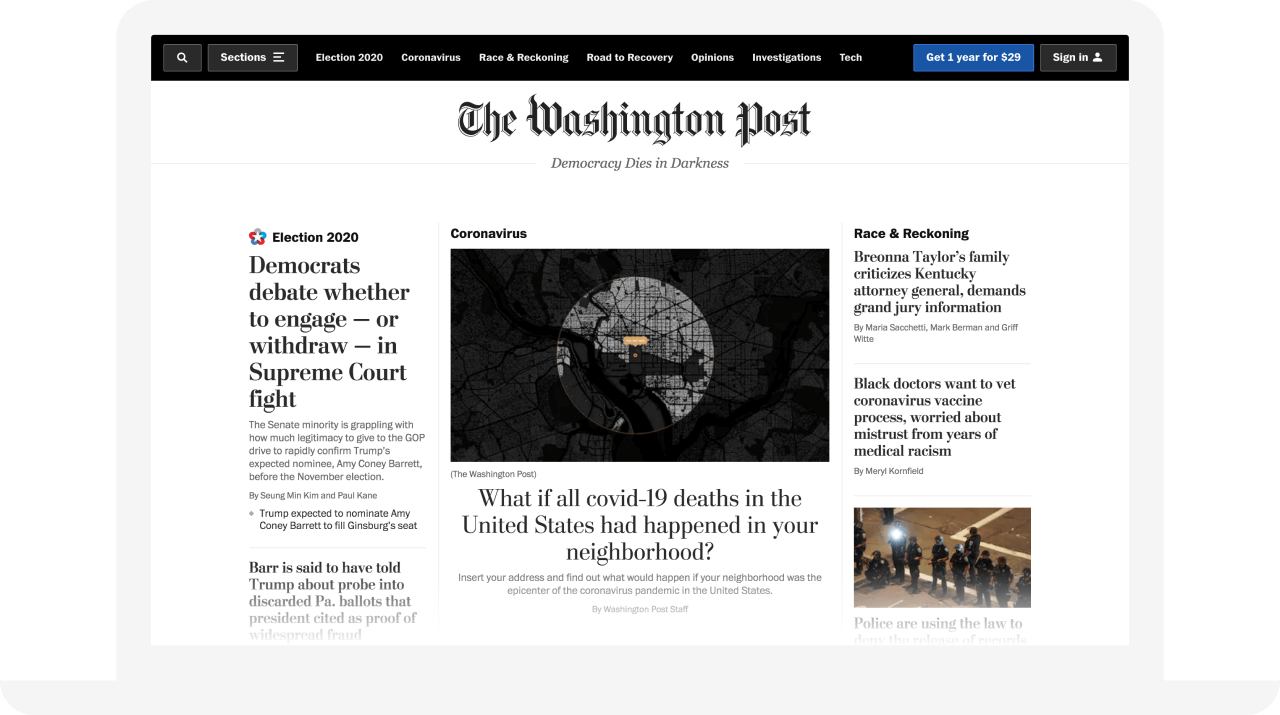 Sections
Election 2020
Coronavirus
Race & Reckoning
Road to Recovery
Opinions
Investigations
Tech
Get 1 year for $29
Sign in
The Washington Post
Democracy Dies in Darkness
Election 2020
Democrats
debate whether
to engage — or
withdraw — in
Supreme Court
fight
The Senate minority is grappling with
how much legitimacy to give to the GOP
drive to rapidly confirm Trump's
expected nominee, Amy Coney Barrett,
before the November election.
By Seung Min Kim and Paul Kane
Trump expected to nominate Amy
Coney Barrett to fill Ginsburg's seat
Barr is said to have told
Trump about probe into
discarded Pa. ballots that
president cited as proof of
widespread fraud
Coronavirus
(The Washington Post)
What if all covid-19 deaths in the
United States had happened in your
neighborhood?
Insert your address and find out what would happen if your neighborhood was the
epicenter of the coronavirus pandemic in the United States.
By Washington Post Staff
Race & Reckoning
Breonna Taylor's family
criticizes Kentucky
attorney general, demands
grand jury information
By Maria Sacchetti, Mark Berman and Griff
Witte
Black doctors want to vet
coronavirus vaccine
process, worried about
mistrust from years of
medical racism
By Meryl Kornfield
Police are using the law to
deny the release of records